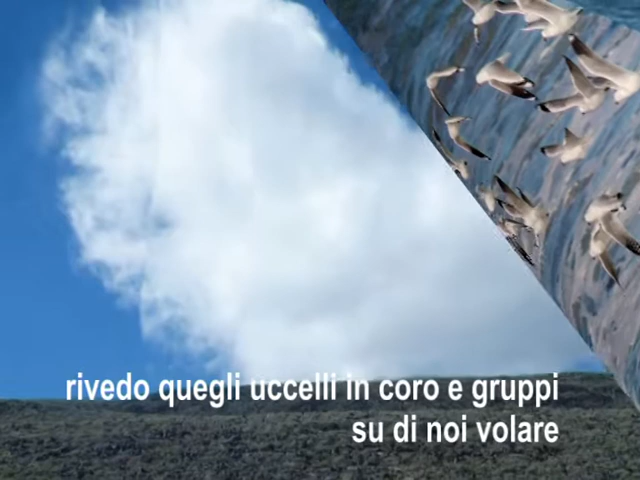 rivedo quegli uccelli in coro e gruppi
su di noi volare